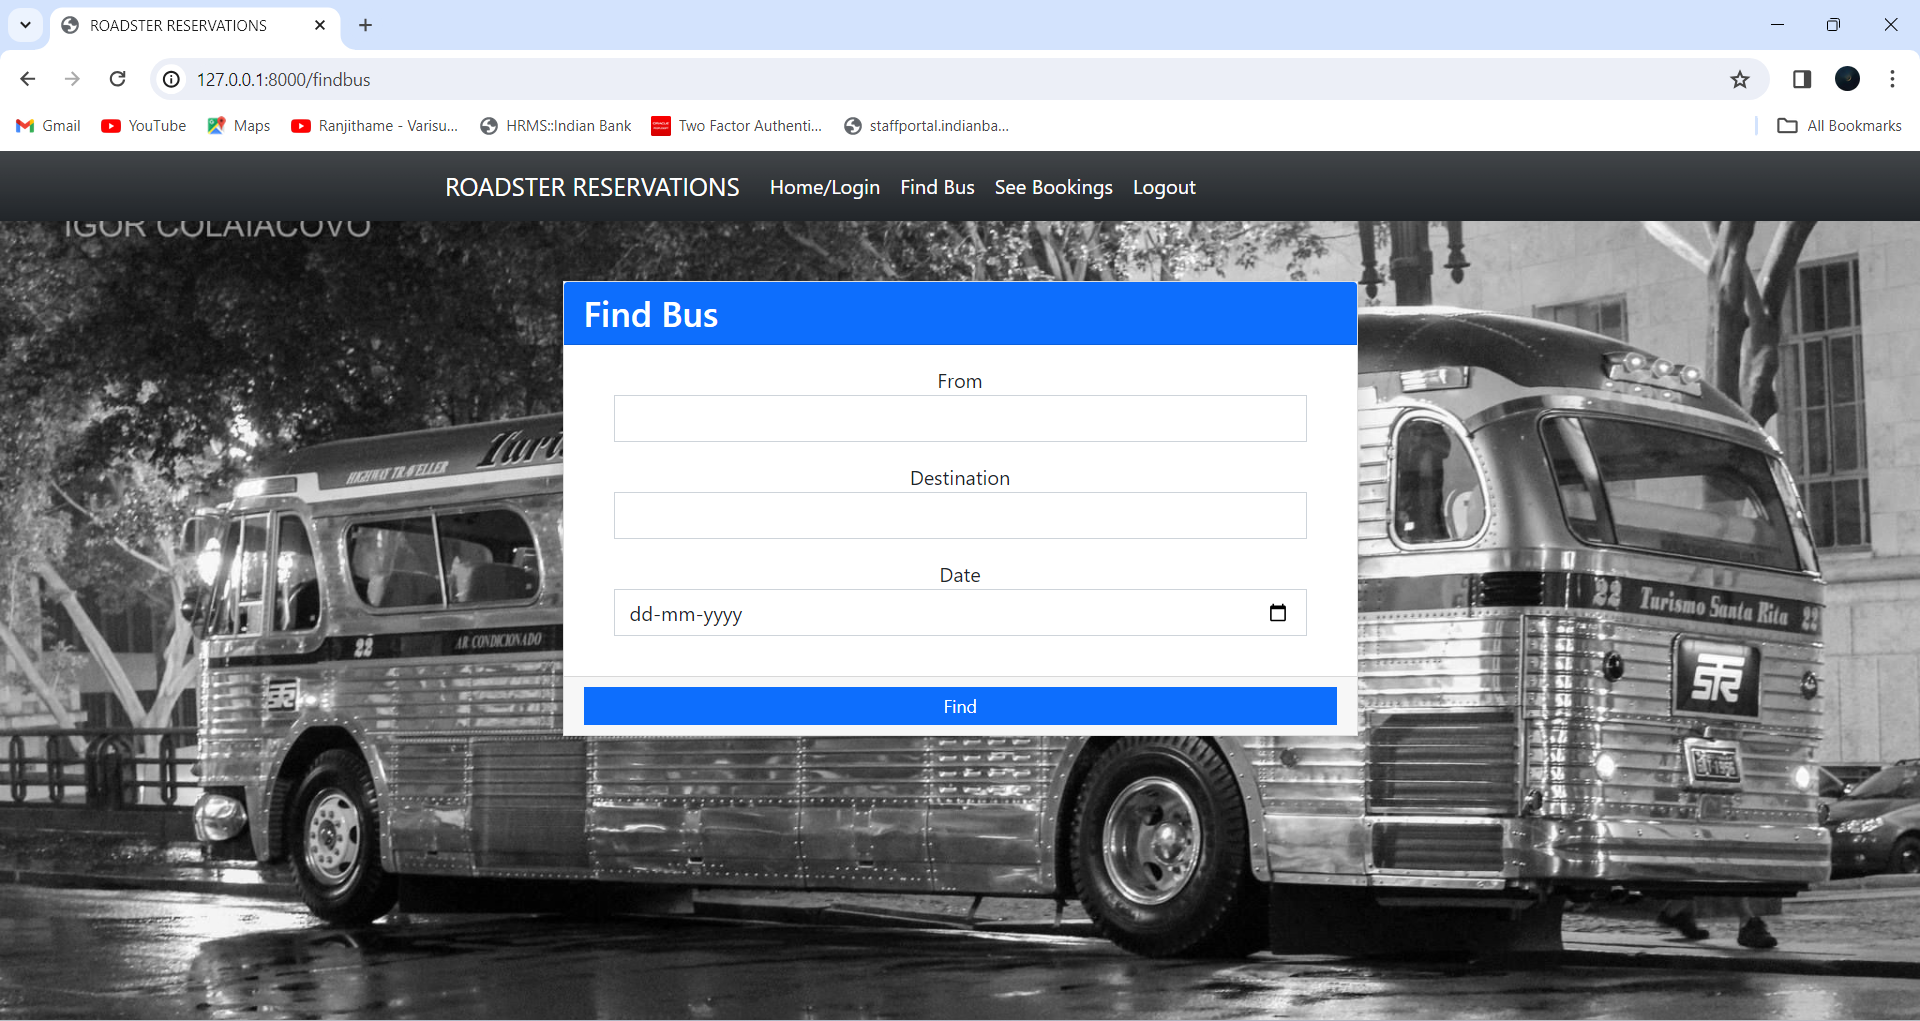 ROADSTER RESERVATIONS
127.0.0.1:8000/findbus
Gmail YouTube Maps Ranjithame - Varisu... HRMS::Indian Bank Two Factor Authenti... staffportal.indianba... All Bookmarks
ROADSTER RESERVATIONS Home/Login Find Bus See Bookings Logout
IGOR COLAIACOVO
Find Bus
From
Destination
Date
dd-mm-yyyy
Find
HIGHWAY TRAVELLER
22 AR CONDICIONADO
22 Turismo Santa Rita 22